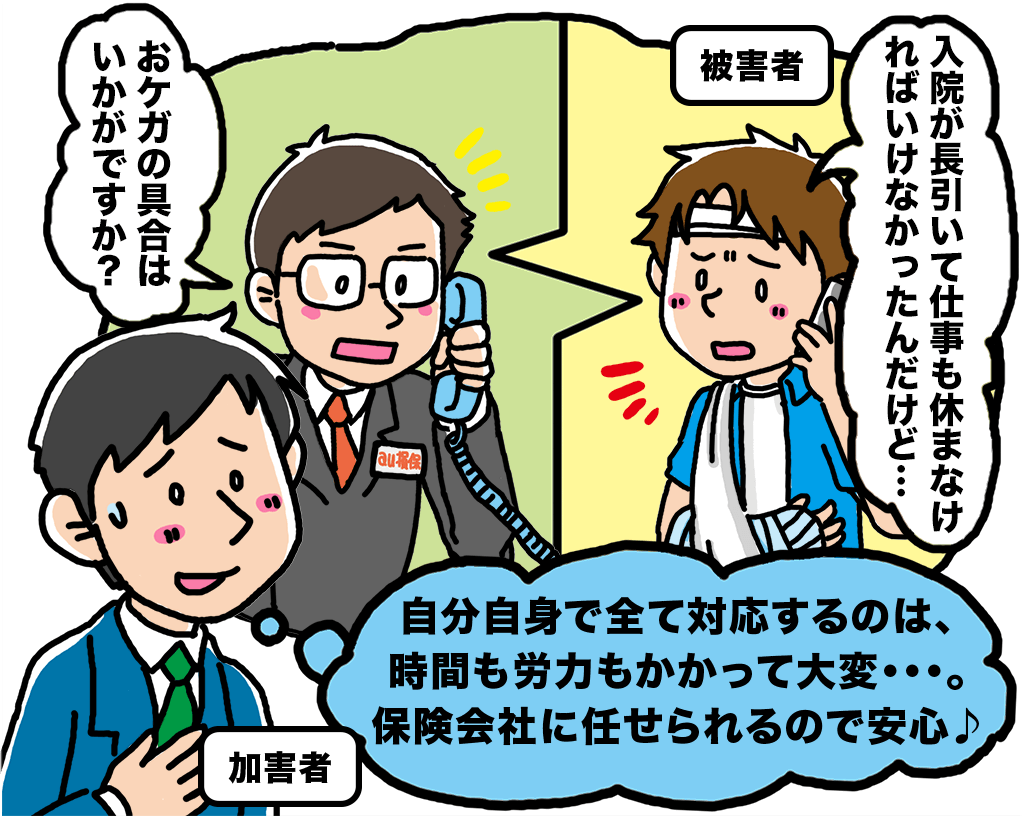 被害者
入院が長引いて仕事も休まなけ
ればいけなかったんだけど…
おケガの具合は
いかがですか？
au損保
自分自身で全て対応するのは、
時間も労力もかかって大変・・・。
保険会社に任せられるので安心♪
加害者